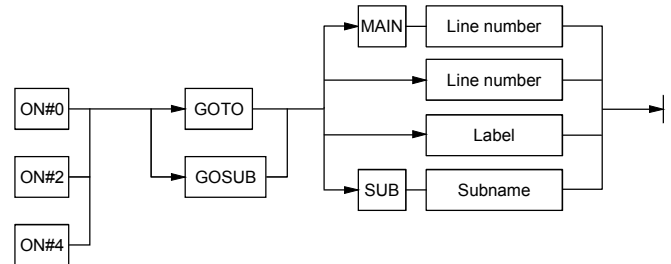 MAIN
Line number
Line number
ON#0
GOTO
Label
ON#2
GOSUB
SUB
Subname
ON#4